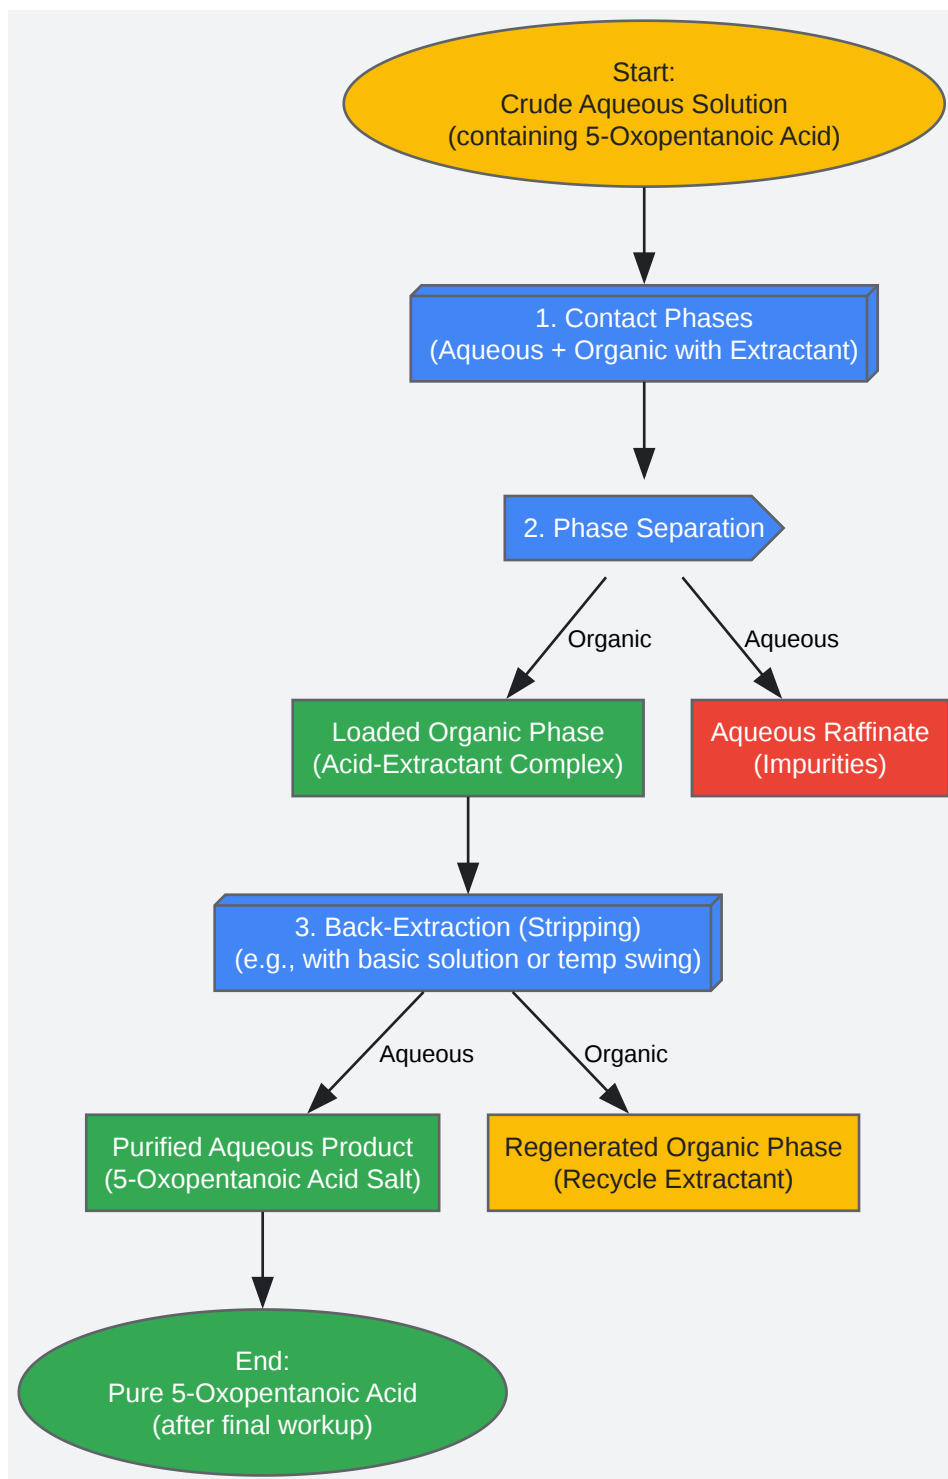 Start:
Crude Aqueous Solution
(containing 5-Oxopentanoic Acid)
1. Contact Phases
(Aqueous + Organic with Extractant)
2. Phase Separation
Organic
Aqueous
Loaded Organic Phase
(Acid-Extractant Complex)
Aqueous Raffinate
(Impurities)
3. Back-Extraction (Stripping)
(e.g., with basic solution or temp swing)
Aqueous
Organic
Purified Aqueous Product
(5-Oxopentanoic Acid Salt)
Regenerated Organic Phase
(Recycle Extractant)
End:
Pure 5-Oxopentanoic Acid
(after final workup)